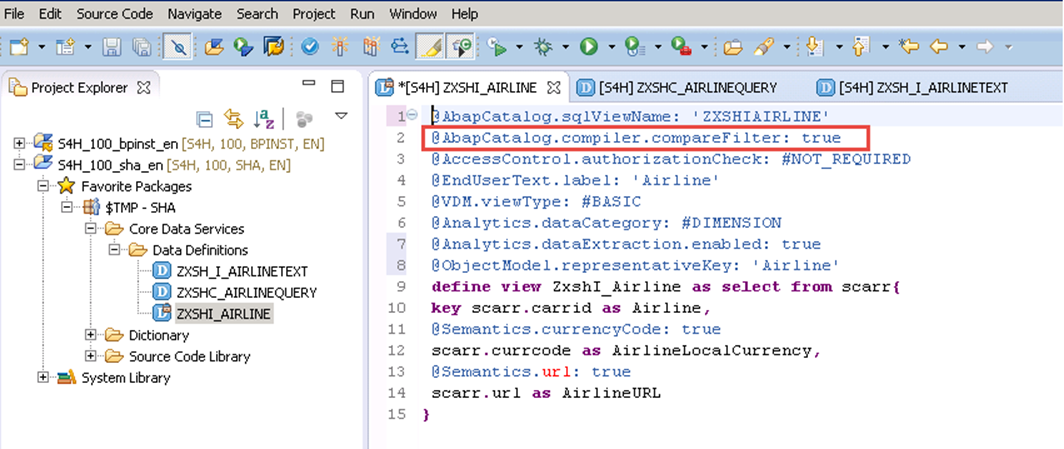 File Edit Source Code Navigate Search Project Run Window Help
Project Explorer
*[S4H] ZXSHI_AIRLINE
[S4H] ZXSHC_AIRLINEQUERY
[S4H] ZXSH_I_AIRLINETEXT
S4H_100_bpinst_en [S4H, 100, BPINST, EN]
S4H_100_sha_en [S4H, 100, SHA, EN]
Favorite Packages
$TMP - SHA
Core Data Services
Data Definitions
ZXSH_I_AIRLINETEXT
ZXSHC_AIRLINEQUERY
ZXSHI_AIRLINE
Dictionary
Source Code Library
System Library
1 @AbapCatalog.sqlViewName: 'ZXSHIAIRLINE'
2 @AbapCatalog.compiler.compareFilter: true
3 @AccessControl.authorizationCheck: #NOT_REQUIRED
4 @EndUserText.label: 'Airline'
5 @VDM.viewType: #BASIC
6 @Analytics.dataCategory: #DIMENSION
7 @Analytics.dataExtraction.enabled: true
8 @ObjectModel.representativeKey: 'Airline'
9 define view ZxshI_Airline as select from scarr{
10 key scarr.carrid as Airline,
11 @Semantics.currencyCode: true
12 scarr.currcode as AirlineLocalCurrency,
13 @Semantics.url: true
14 scarr.url as AirlineURL
15 }